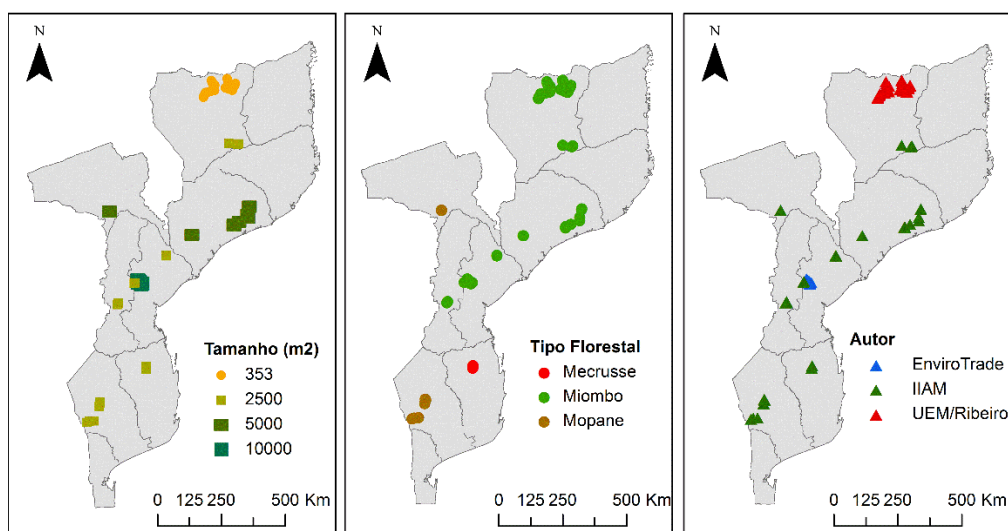 N
Tamanho (m2)
353
2500
5000
10000
0 125 250 500 Km
N
Tipo Florestal
Mecrusse
Miombo
Mopane
0 125 250 500 Km
N
Autor
EnviroTrade
IIAM
UEM/Ribeiro
0 125 250 500 Km